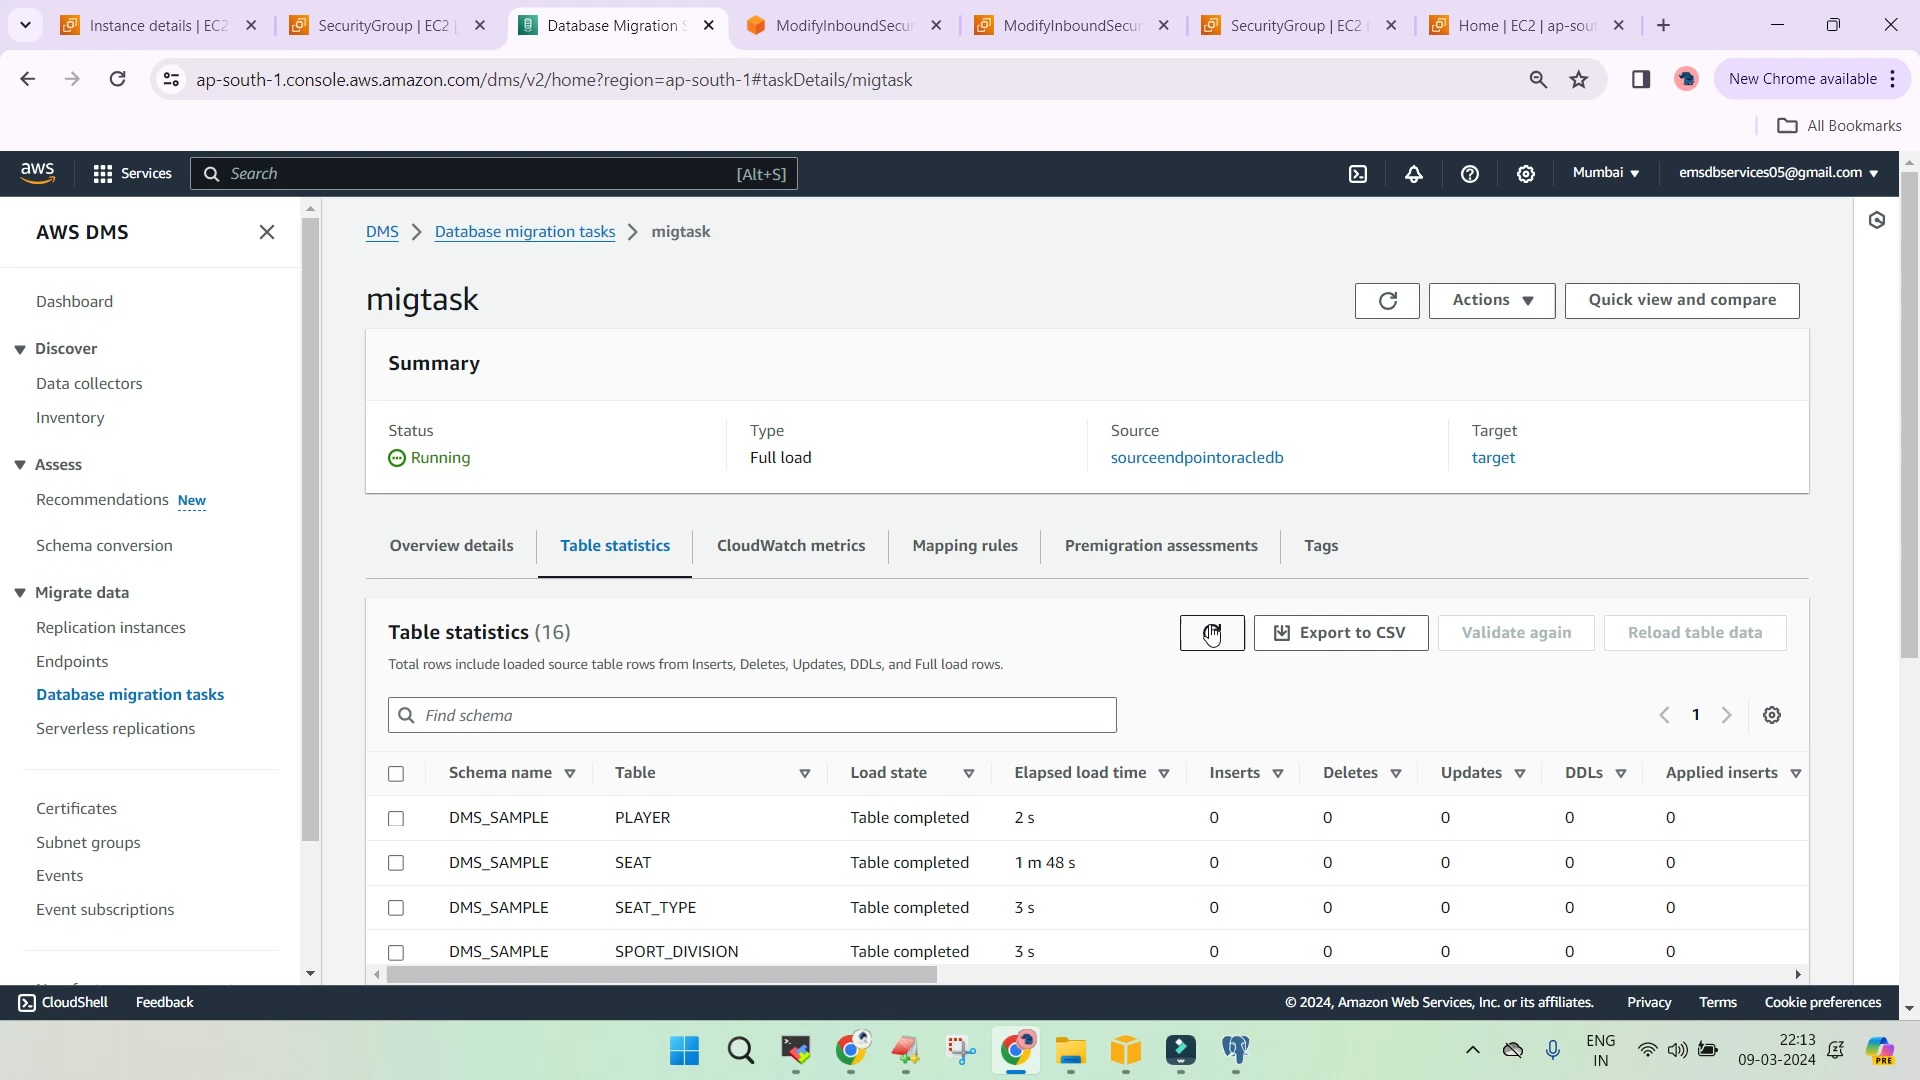 Instance details | EC2
SecurityGroup | EC2 |
Database Migration S
ModifyInboundSecur
ModifyInboundSecur
SecurityGroup | EC2 |
Home | EC2 | ap-sou
ap-south-1.console.aws.amazon.com/dms/v2/home?region=ap-south-1#taskDetails/migtask
New Chrome available
All Bookmarks
aws
Services
Search
[Alt+S]
Mumbai
emsdbservices05@gmail.com
AWS DMS
Dashboard
Discover
Data collectors
Inventory
Assess
Recommendations New
Schema conversion
Migrate data
Replication instances
Endpoints
Database migration tasks
Serverless replications
Certificates
Subnet groups
Events
Event subscriptions
DMS
Database migration tasks
migtask
migtask
Actions
Quick view and compare
Summary
Status
Type
Source
Target
Running
Full load
sourceendpointoracledb
target
Overview details
Table statistics
CloudWatch metrics
Mapping rules
Premigration assessments
Tags
Table statistics (16)
Export to CSV
Validate again
Reload table data
Total rows include loaded source table rows from Inserts, Deletes, Updates, DDLs, and Full load rows.
Find schema
1
Schema name Table Load state Elapsed load time Inserts Deletes Updates DDLs Applied inserts
DMS_SAMPLE PLAYER Table completed 2 s 0 0 0 0 0
DMS_SAMPLE SEAT Table completed 1 m 48 s 0 0 0 0 0
DMS_SAMPLE SEAT_TYPE Table completed 3 s 0 0 0 0 0
DMS_SAMPLE SPORT_DIVISION Table completed 3 s 0 0 0 0 0
CloudShell
Feedback
© 2024, Amazon Web Services, Inc. or its affiliates.
Privacy
Terms
Cookie preferences
ENG
IN
22:13
09-03-2024
PRE